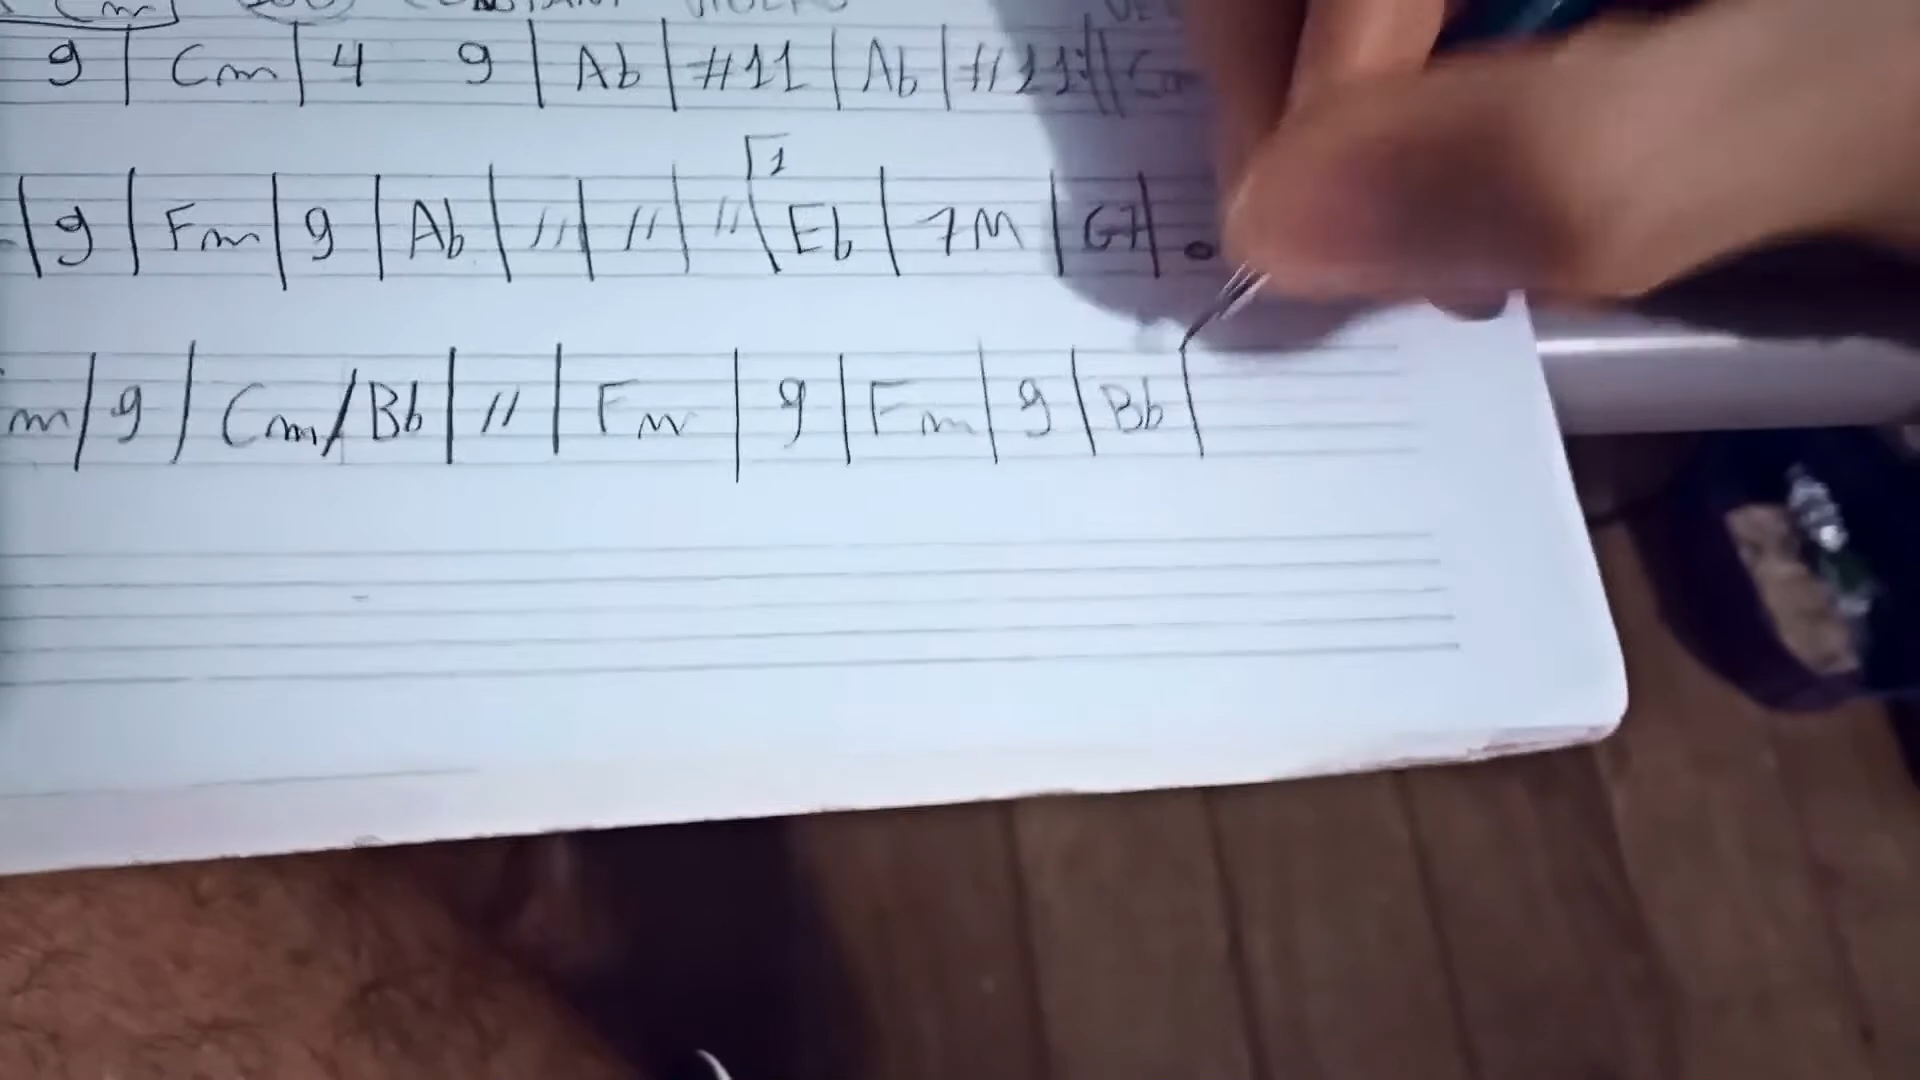 9 | Cm | 4 9 | Ab | #11 | Ab | #11 :||
1
| 9 | Fm | 9 | Ab | // | // | // | Eb | 7M | G7 |
m | 9 | Cm/Bb | // | Fm | 9 | Fm | 9 | Bb |